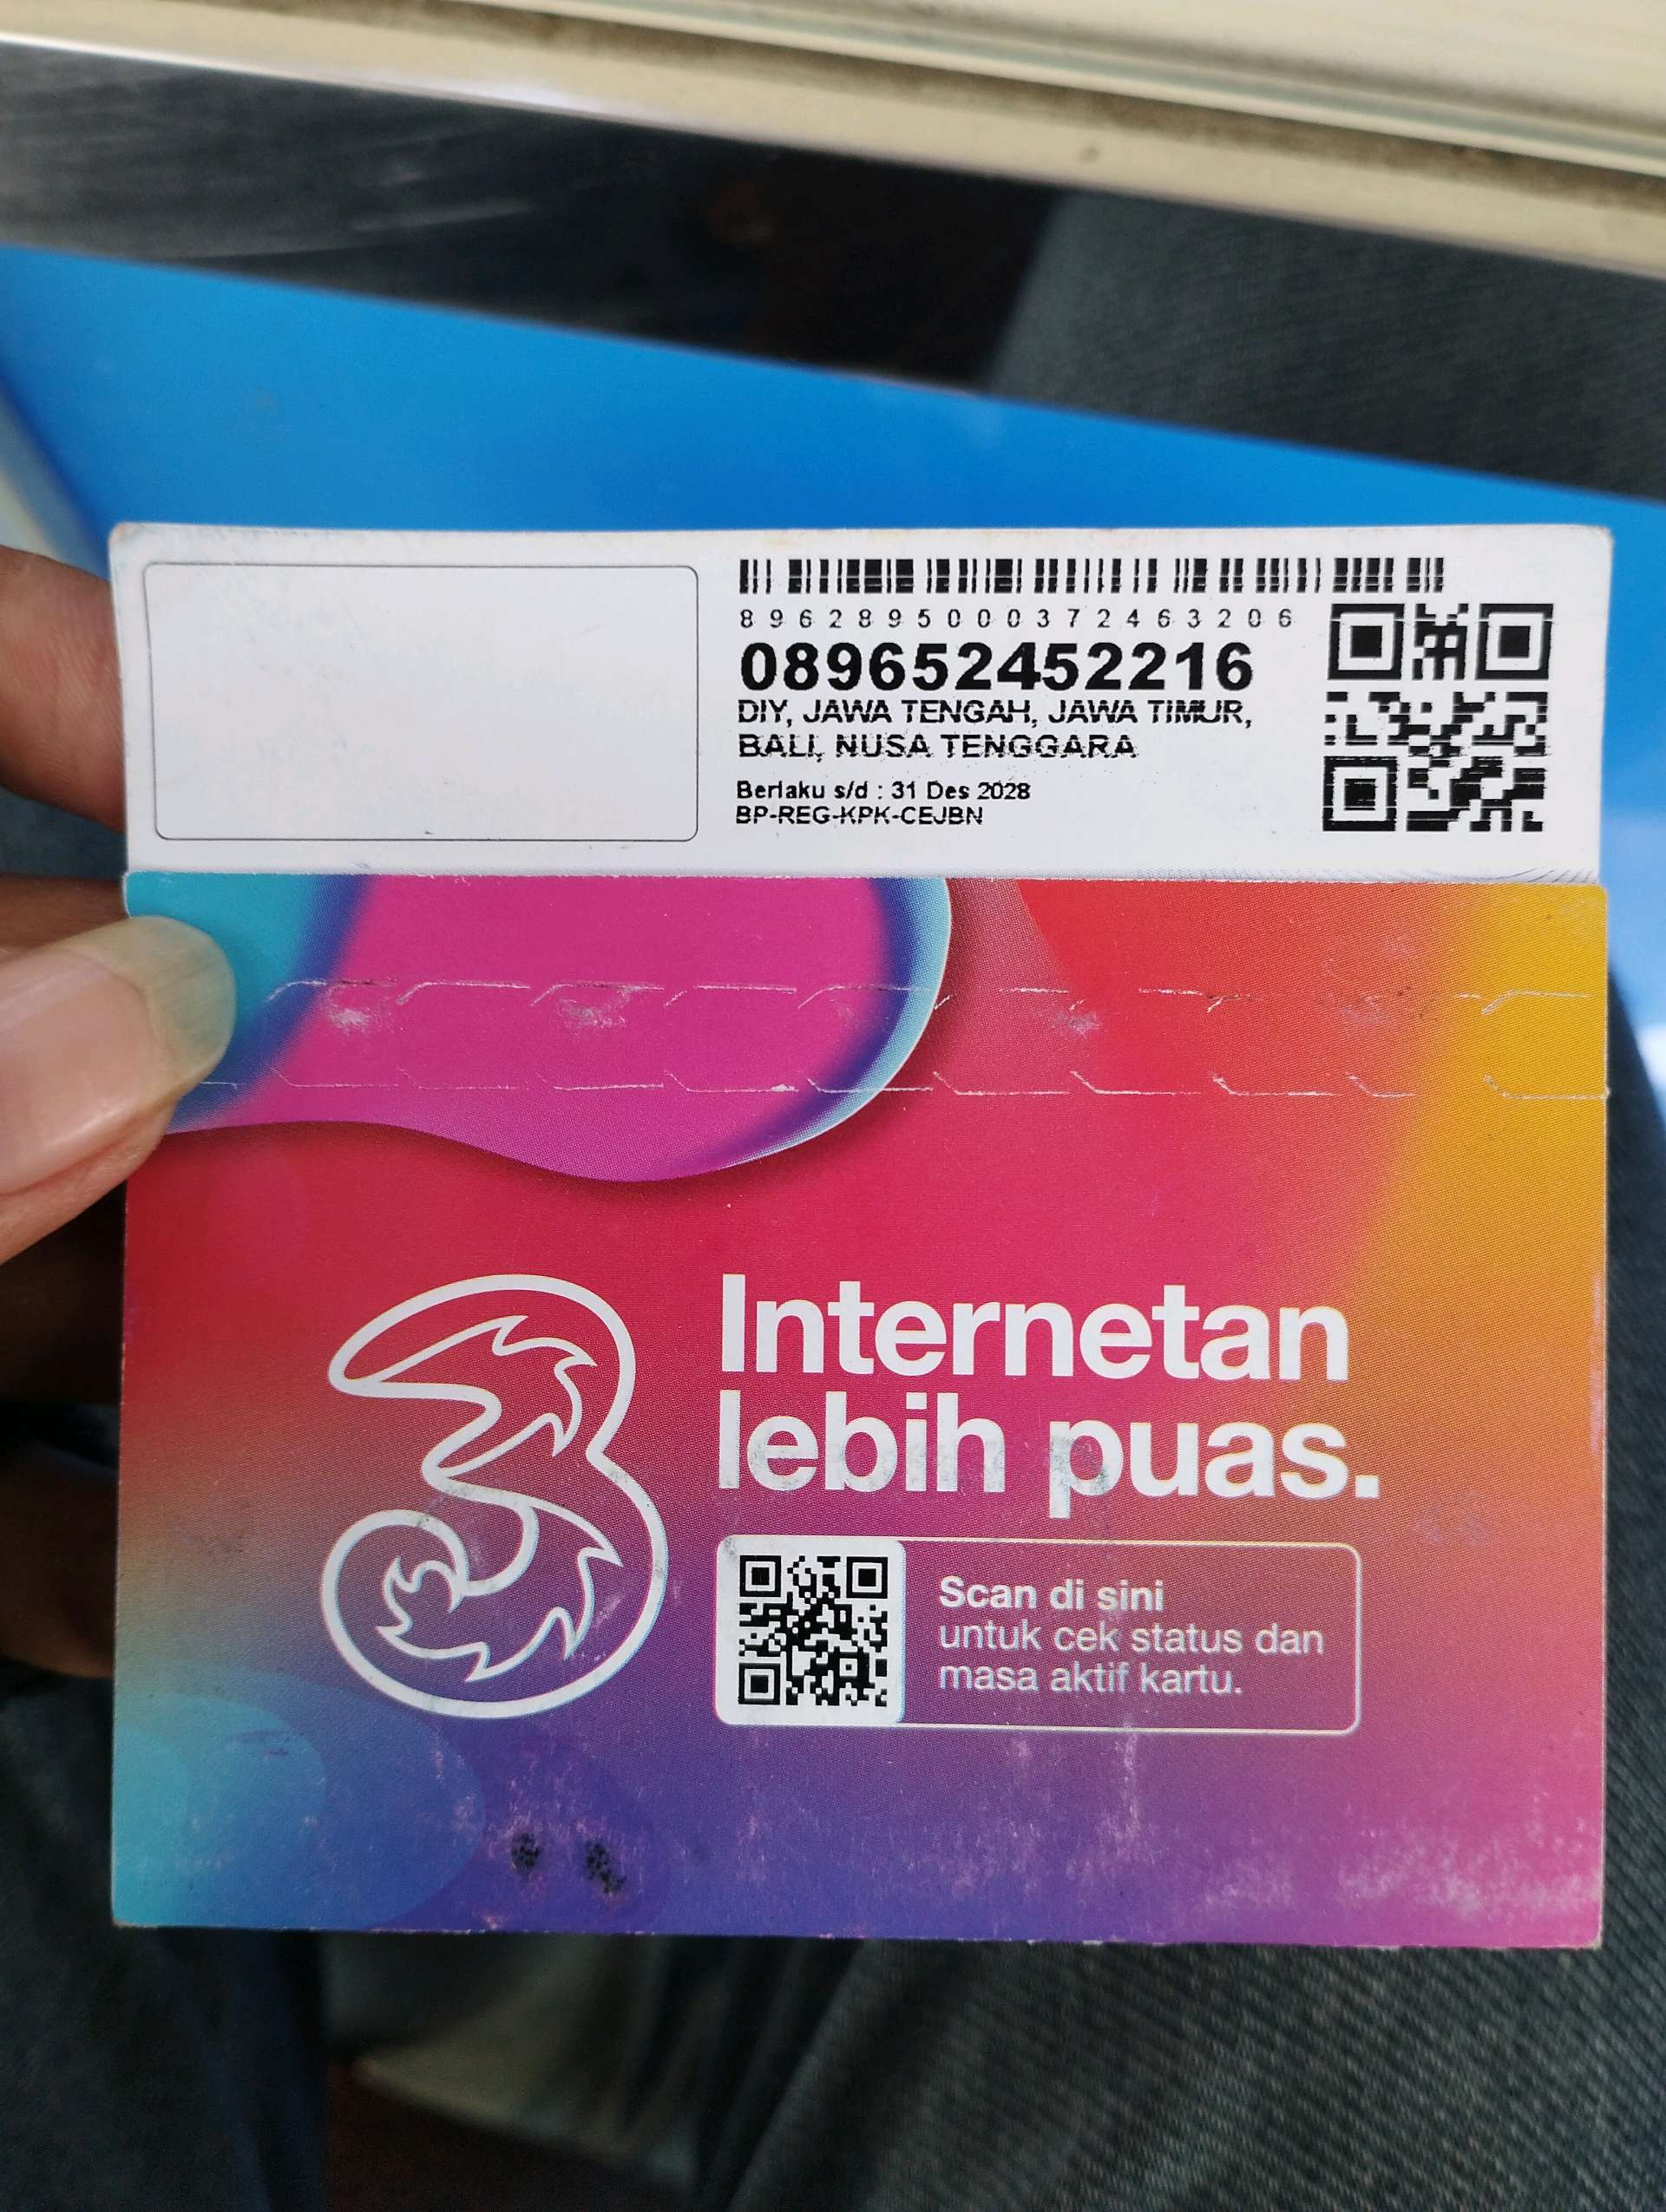 8962895000372463206
089652452216
DIY, JAWA TENGAH, JAWA TIMUR,
BALI, NUSA TENGGARA
Berlaku s/d : 31 Des 2028
BP-REG-KPK-CEJBN
3
Internetan
lebih puas.
Scan di sini
untuk cek status dan
masa aktif kartu.